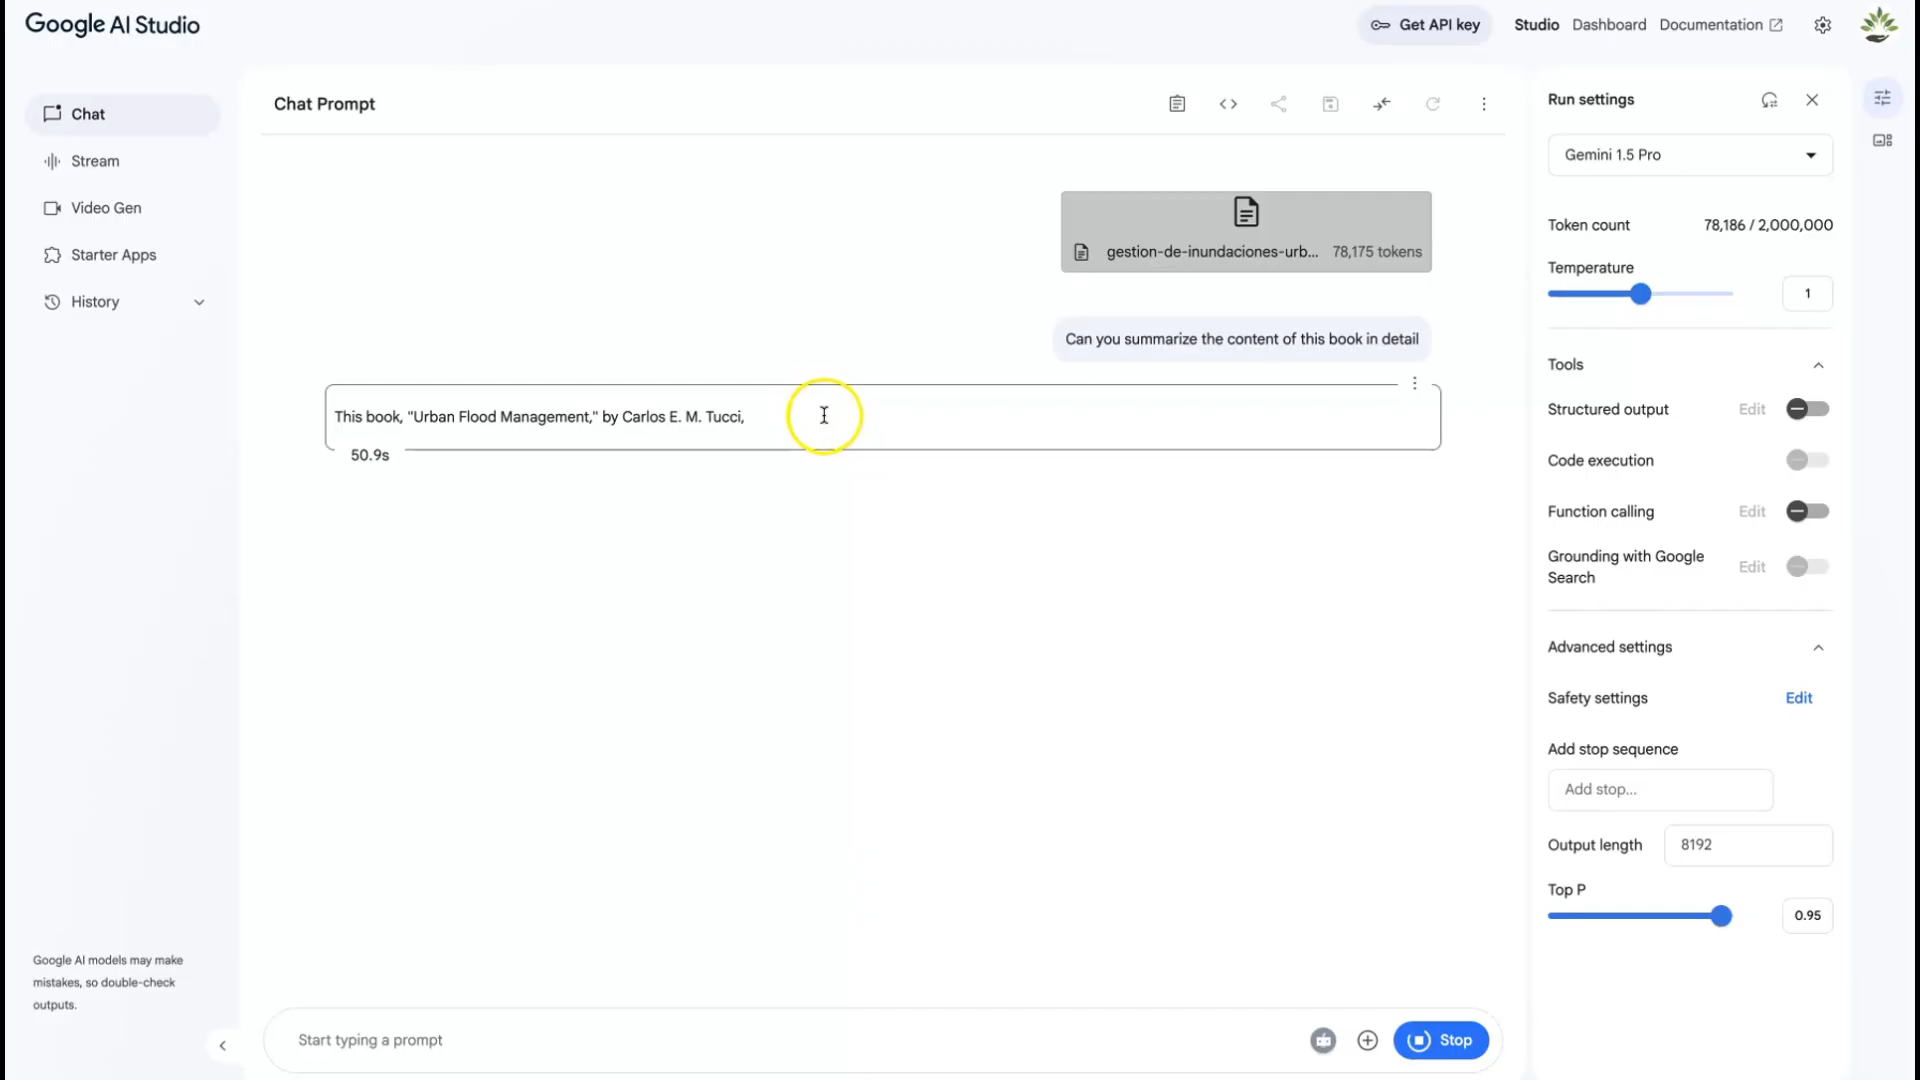 Google AI Studio
Get API key
Studio
Dashboard
Documentation
Chat
Stream
Video Gen
Starter Apps
History
Google AI models may make
mistakes, so double-check
outputs.
Chat Prompt
gestion-de-inundaciones-urb... 78,175 tokens
Can you summarize the content of this book in detail
This book, "Urban Flood Management," by Carlos E. M. Tucci,
50.9s
Start typing a prompt
Stop
Run settings
Gemini 1.5 Pro
Token count 78,186 / 2,000,000
Temperature
1
Tools
Structured output Edit
Code execution
Function calling Edit
Grounding with Google
Search
Edit
Advanced settings
Safety settings Edit
Add stop sequence
Add stop...
Output length 8192
Top P
0.95